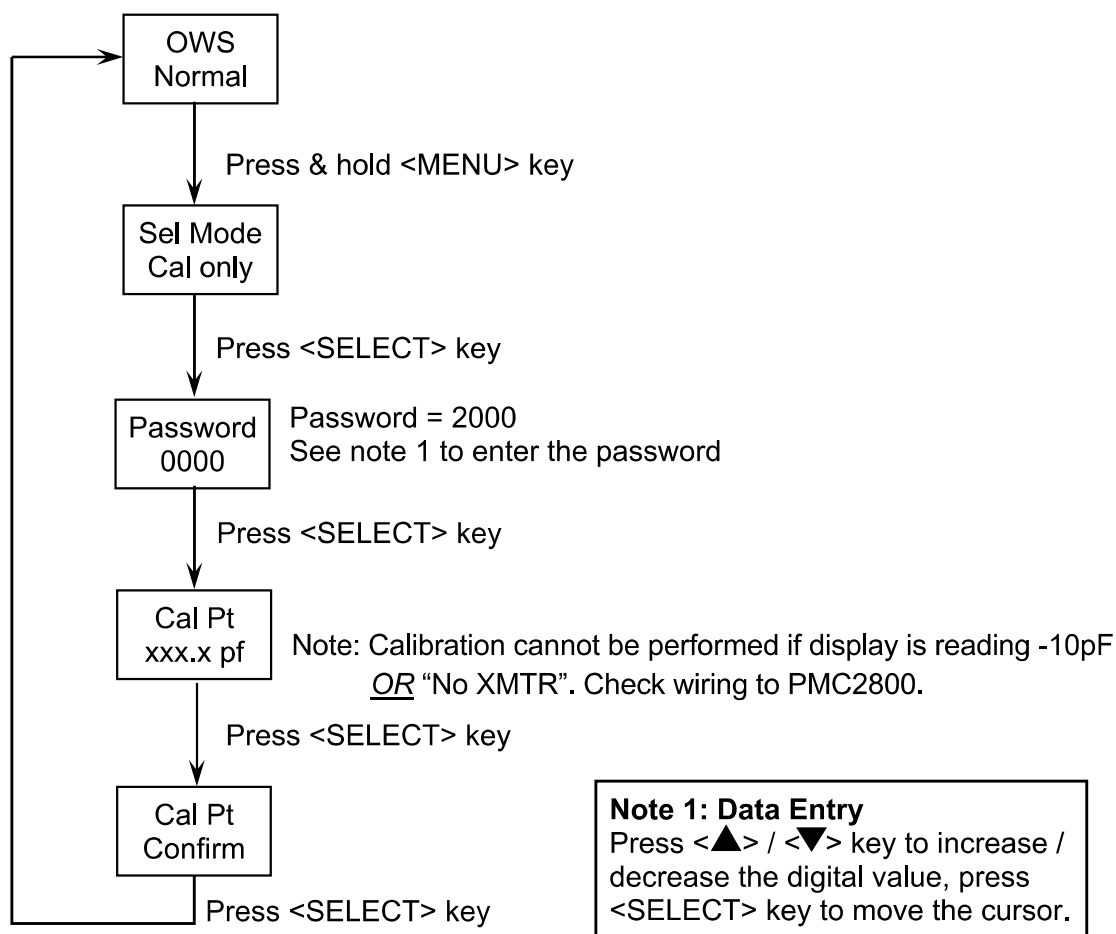 OWS
Normal
Press & hold <MENU> key
Sel Mode
Cal only
Press <SELECT> key
Password
0000
Password = 2000
See note 1 to enter the password
Press <SELECT> key
Cal Pt
xxx.x pf
Note: Calibration cannot be performed if display is reading -10pF
OR “No XMTR”. Check wiring to PMC2800.
Press <SELECT> key
Cal Pt
Confirm
Press <SELECT> key
Note 1: Data Entry
Press <▲> / <▼> key to increase /
decrease the digital value, press
<SELECT> key to move the cursor.